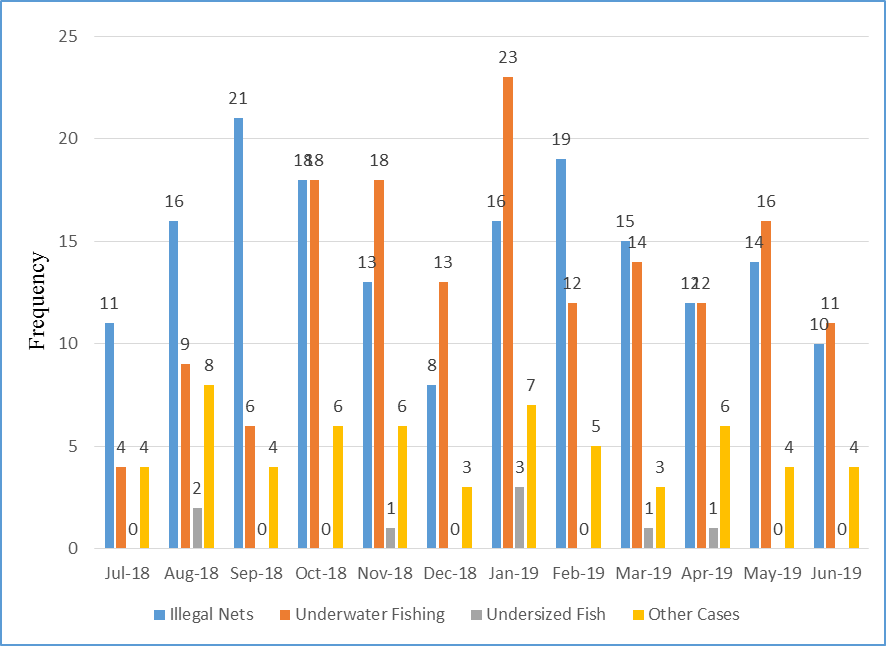 Frequency
25
20
15
10
5
0
11 4 0 4
16 9 2 8
21 6 0 4
18 18 0 6
13 18 1 6
8 13 0 3
16 23 3 7
19 12 0 5
15 14 1 3
12 12 1 6
14 16 0 4
10 11 0 4
Jul-18 Aug-18 Sep-18 Oct-18 Nov-18 Dec-18 Jan-19 Feb-19 Mar-19 Apr-19 May-19 Jun-19
Illegal Nets Underwater Fishing Undersized Fish Other Cases